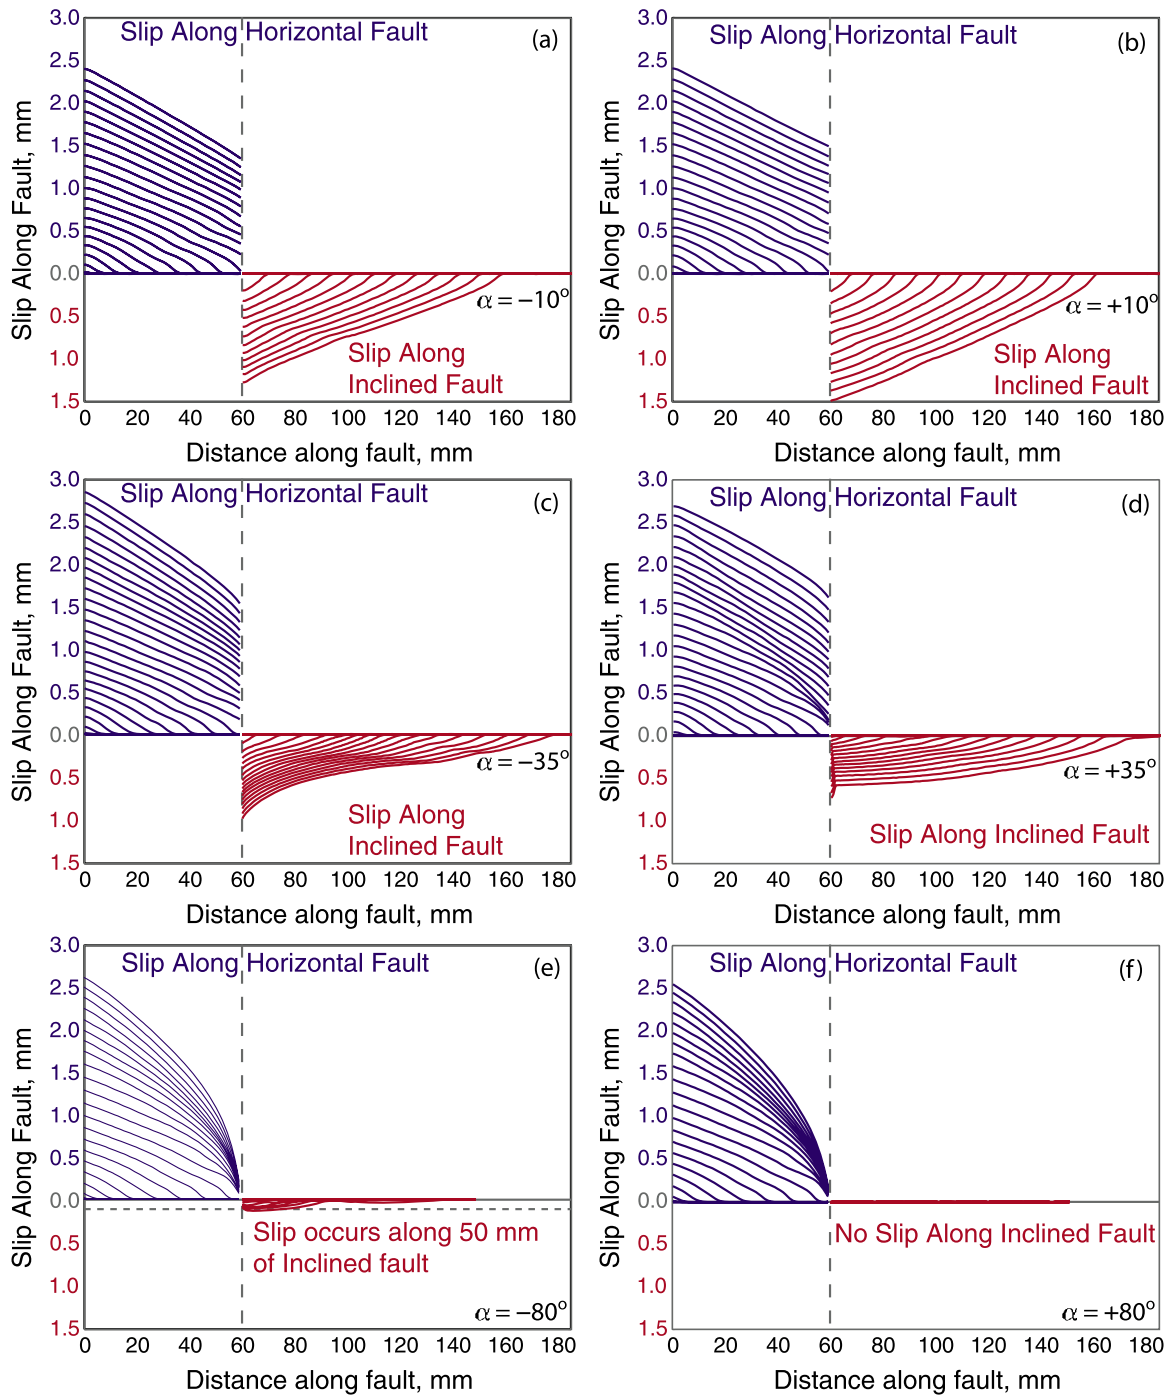 Slip Along Horizontal Fault
(a)
Slip Along Fault, mm
3.0
2.5
2.0
1.5
1.0
0.5
0.0
0.5
1.0
1.5
α = −10º
Slip Along
Inclined Fault
0 20 40 60 80 100 120 140 160 180
Distance along fault, mm
Slip Along Horizontal Fault
(b)
Slip Along Fault, mm
3.0
2.5
2.0
1.5
1.0
0.5
0.0
0.5
1.0
1.5
α = +10º
Slip Along
Inclined Fault
0 20 40 60 80 100 120 140 160 180
Distance along fault, mm
Slip Along Horizontal Fault
(c)
Slip Along Fault, mm
3.0
2.5
2.0
1.5
1.0
0.5
0.0
0.5
1.0
1.5
α = −35º
Slip Along
Inclined Fault
0 20 40 60 80 100 120 140 160 180
Distance along fault, mm
Slip Along Horizontal Fault
(d)
Slip Along Fault, mm
3.0
2.5
2.0
1.5
1.0
0.5
0.0
0.5
1.0
1.5
α = +35º
Slip Along Inclined Fault
0 20 40 60 80 100 120 140 160 180
Distance along fault, mm
Slip Along Horizontal Fault
(e)
Slip Along Fault, mm
3.0
2.5
2.0
1.5
1.0
0.5
0.0
0.5
1.0
1.5
Slip occurs along 50 mm
of Inclined fault
α = −80º
0 20 40 60 80 100 120 140 160 180
Distance along fault, mm
Slip Along Horizontal Fault
(f)
Slip Along Fault, mm
3.0
2.5
2.0
1.5
1.0
0.5
0.0
0.5
1.0
1.5
No Slip Along Inclined Fault
α = +80º
0 20 40 60 80 100 120 140 160 180
Distance along fault, mm